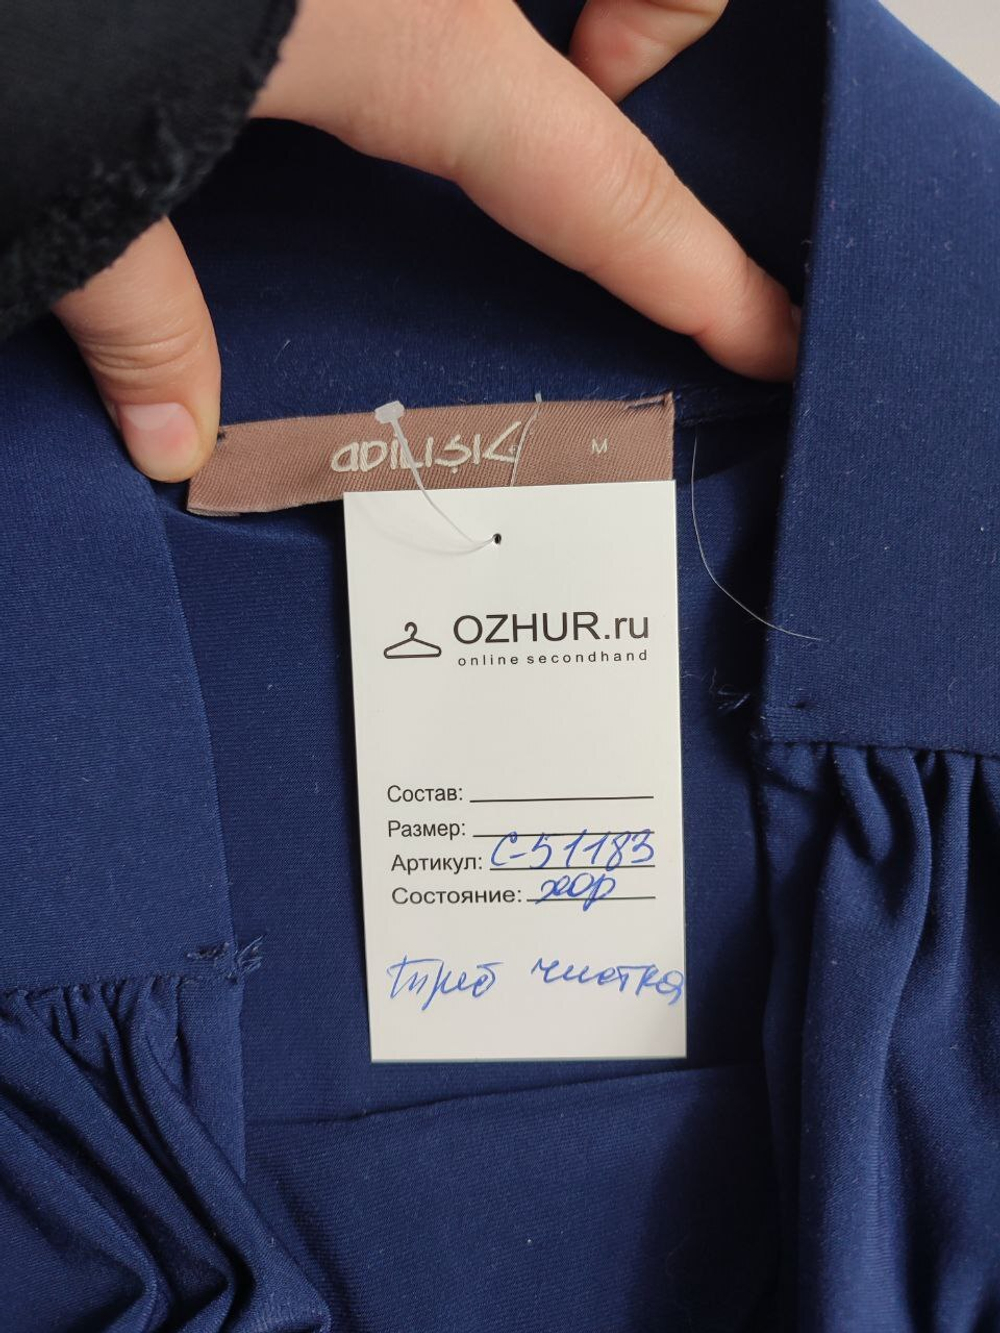 ADILIŞIK M
OZHUR.ru
online secondhand
Состав:
Размер:
Артикул: С-51183
Состояние: хор
треб чистка